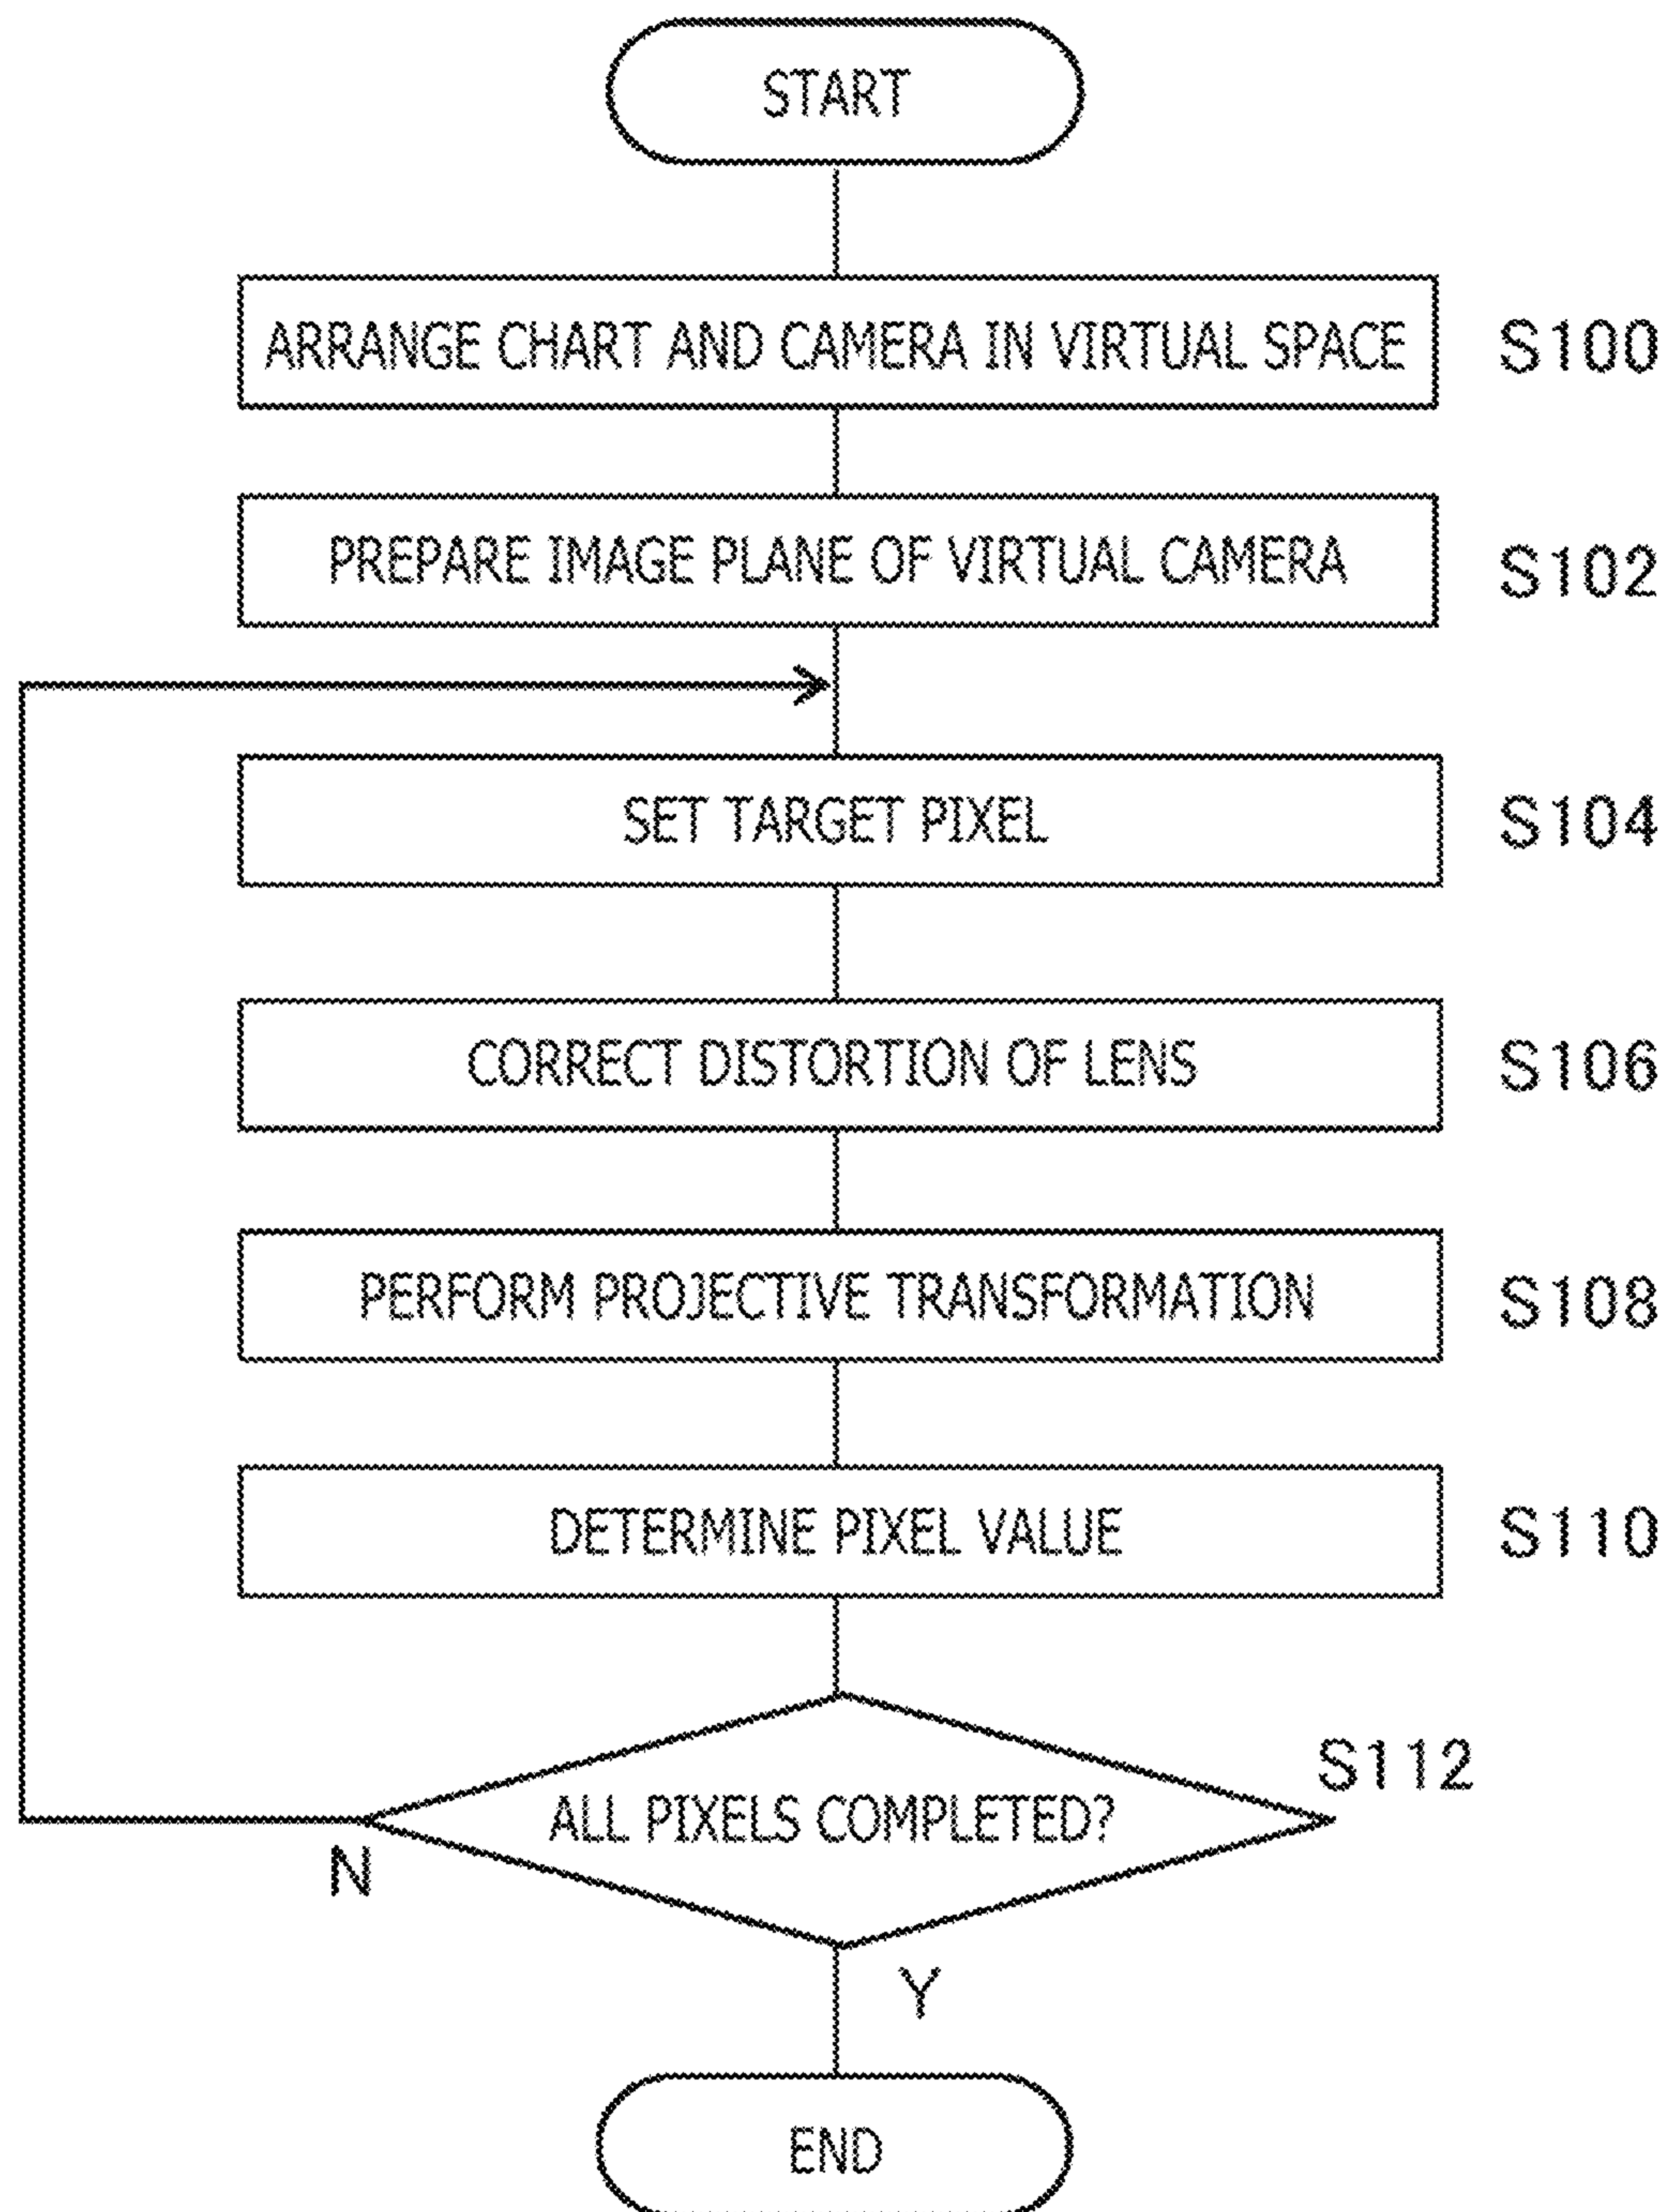 START
ARRANGE CHART AND CAMERA IN VIRTUAL SPACE S100
PREPARE IMAGE PLANE OF VIRTUAL CAMERA S102
SET TARGET PIXEL S104
CORRECT DISTORTION OF LENS S106
PERFORM PROJECTIVE TRANSFORMATION S108
DETERMINE PIXEL VALUE S110
S112
ALL PIXELS COMPLETED?
N
Y
END